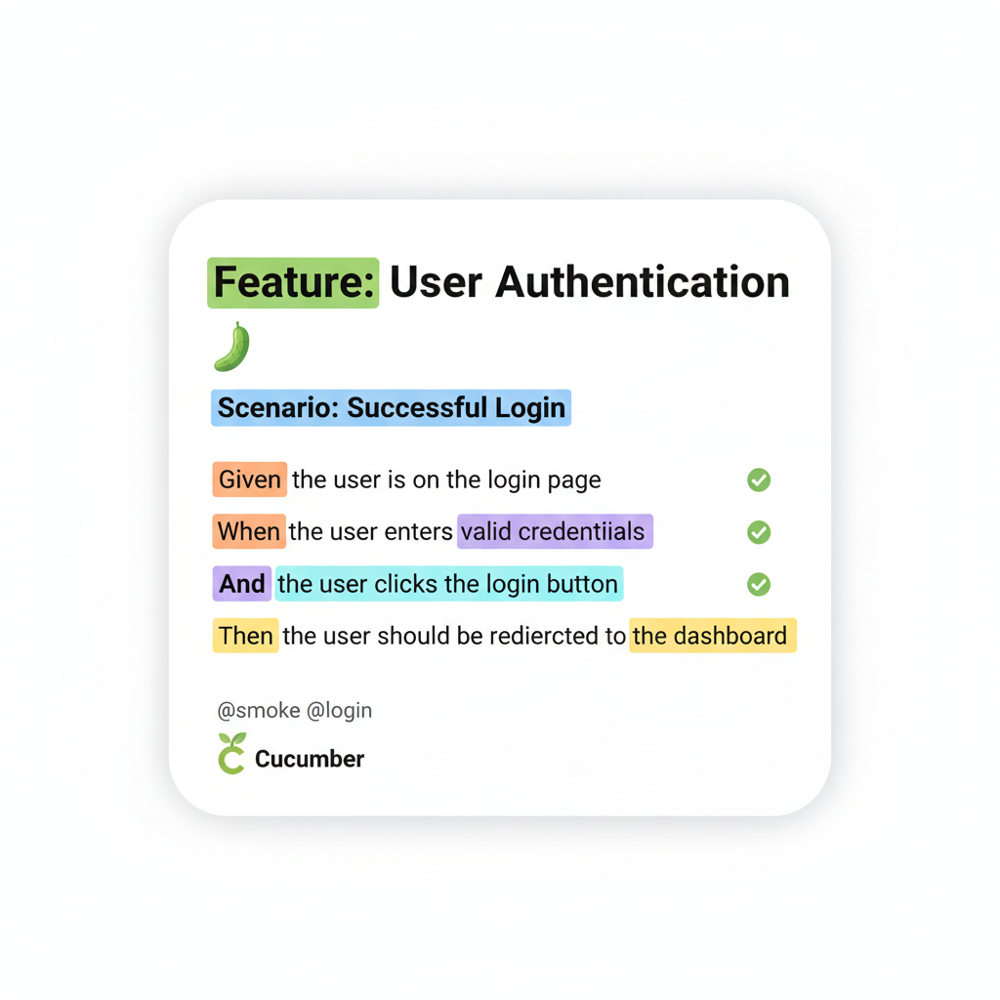 Feature: User Authentication
Scenario: Successful Login
Given the user is on the login page
When the user enters valid credentiials
And the user clicks the login button
Then the user should be rediercted to the dashboard
@smoke @login
Cucumber